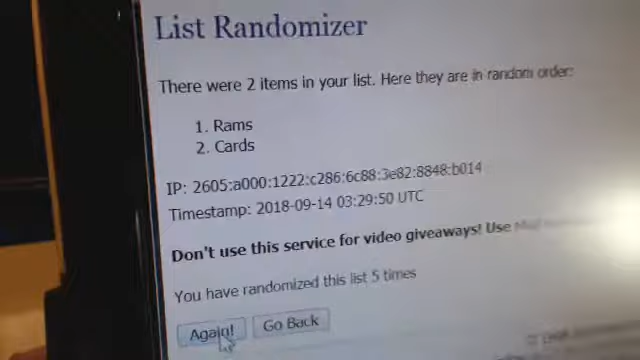 List Randomizer
There were 2 items in your list. Here they are in random order:
1. Rams
2. Cards
IP: 2605:a000:1222:c286:6c88:3e82:8848:b014
Timestamp: 2018-09-14 03:29:50 UTC
Don't use this service for video giveaways! Use
You have randomized this list 5 times
Again! Go Back